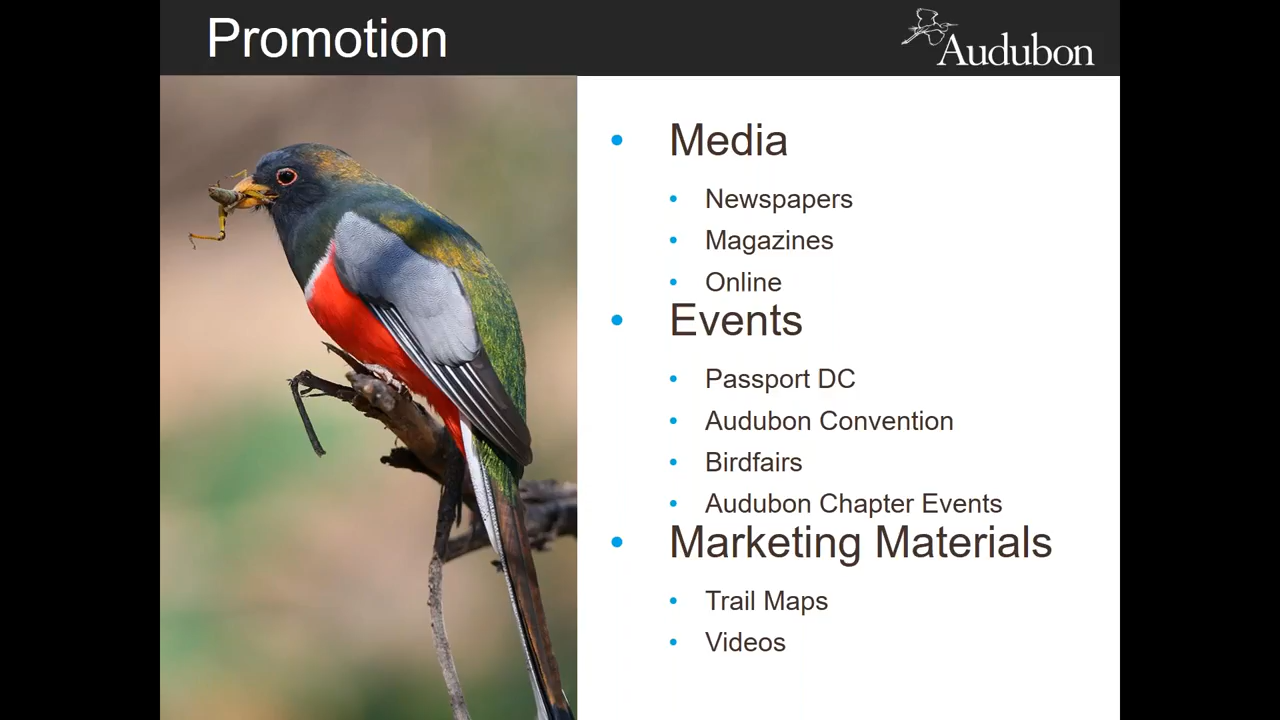 Promotion
Audubon
• Media
• Newspapers
• Magazines
• Online
• Events
• Passport DC
• Audubon Convention
• Birdfairs
• Audubon Chapter Events
• Marketing Materials
• Trail Maps
• Videos